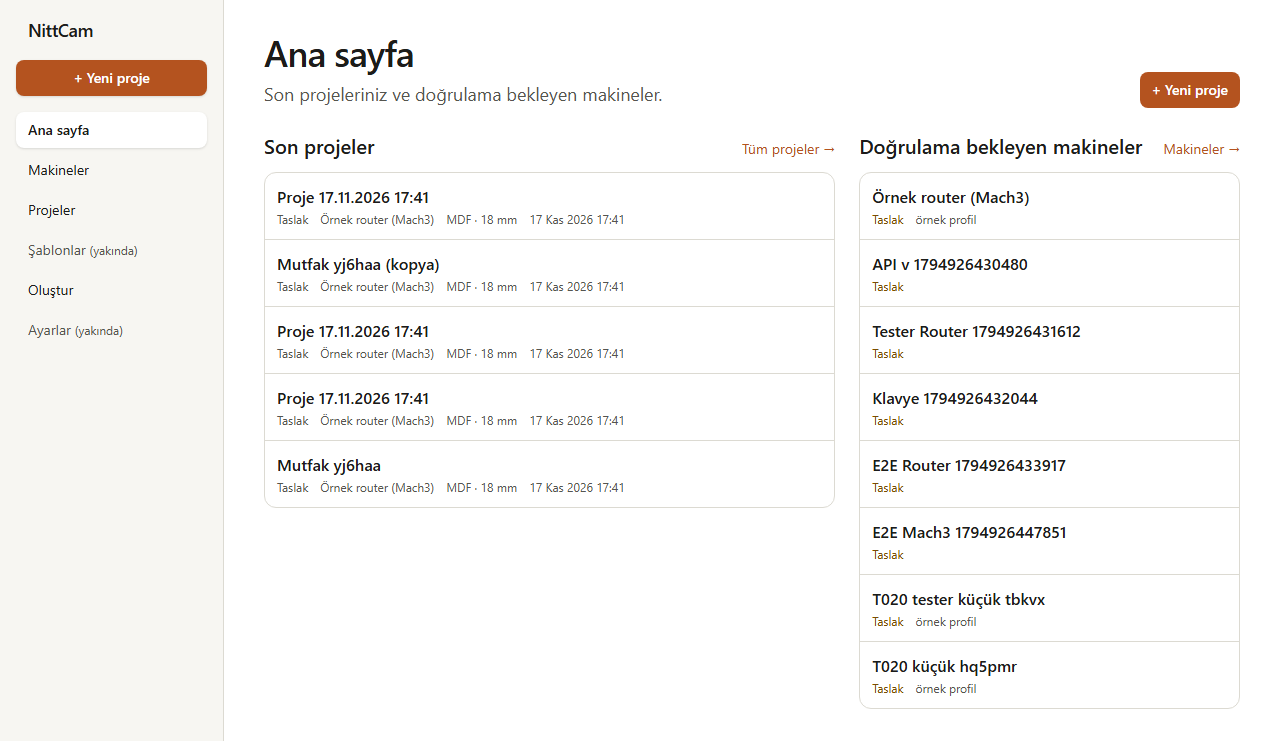 NittCam
+ Yeni proje
Ana sayfa
Makineler
Projeler
Şablonlar (yakında)
Oluştur
Ayarlar (yakında)
Ana sayfa
Son projeleriniz ve doğrulama bekleyen makineler.
+ Yeni proje
Son projeler
Tüm projeler →
Proje 17.11.2026 17:41
Taslak Örnek router (Mach3) MDF · 18 mm 17 Kas 2026 17:41
Mutfak yj6haa (kopya)
Taslak Örnek router (Mach3) MDF · 18 mm 17 Kas 2026 17:41
Proje 17.11.2026 17:41
Taslak Örnek router (Mach3) MDF · 18 mm 17 Kas 2026 17:41
Proje 17.11.2026 17:41
Taslak Örnek router (Mach3) MDF · 18 mm 17 Kas 2026 17:41
Mutfak yj6haa
Taslak Örnek router (Mach3) MDF · 18 mm 17 Kas 2026 17:41
Doğrulama bekleyen makineler
Makineler →
Örnek router (Mach3)
Taslak örnek profil
API v 1794926430480
Taslak
Tester Router 1794926431612
Taslak
Klavye 1794926432044
Taslak
E2E Router 1794926433917
Taslak
E2E Mach3 1794926447851
Taslak
T020 tester küçük tbkvx
Taslak örnek profil
T020 küçük hq5pmr
Taslak örnek profil